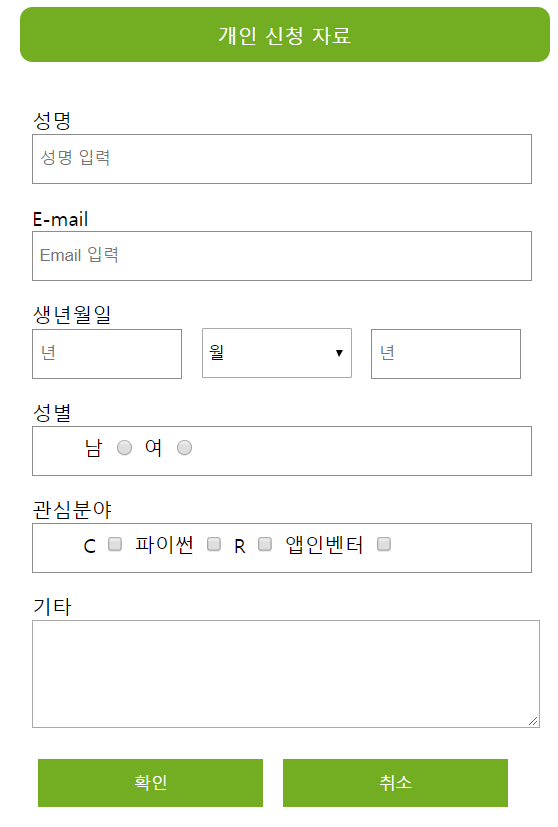 개인 신청 자료
성명
성명 입력
E-mail
Email 입력
생년월일
년 월 년
성별
남 여
관심분야
C 파이썬 R 앱인벤터
기타
확인 취소